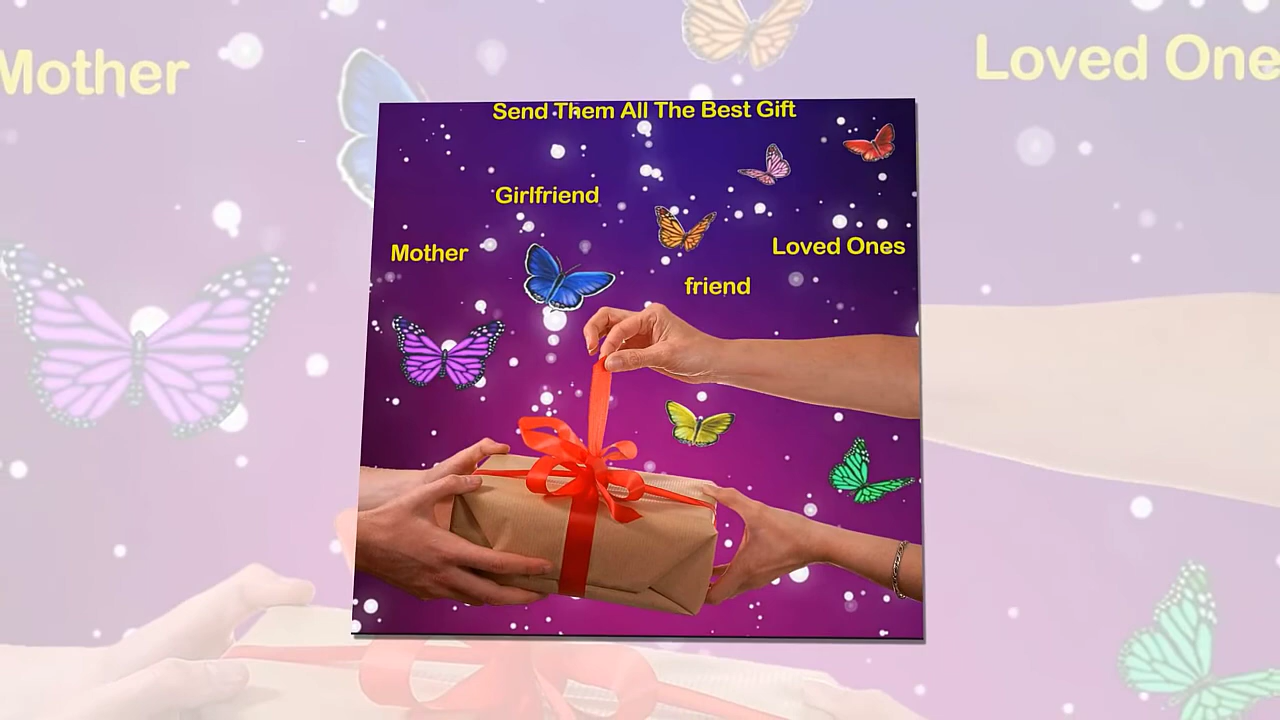 Send Them All The Best Gift
Girlfriend
Mother
Loved Ones
friend
Mother
Loved One